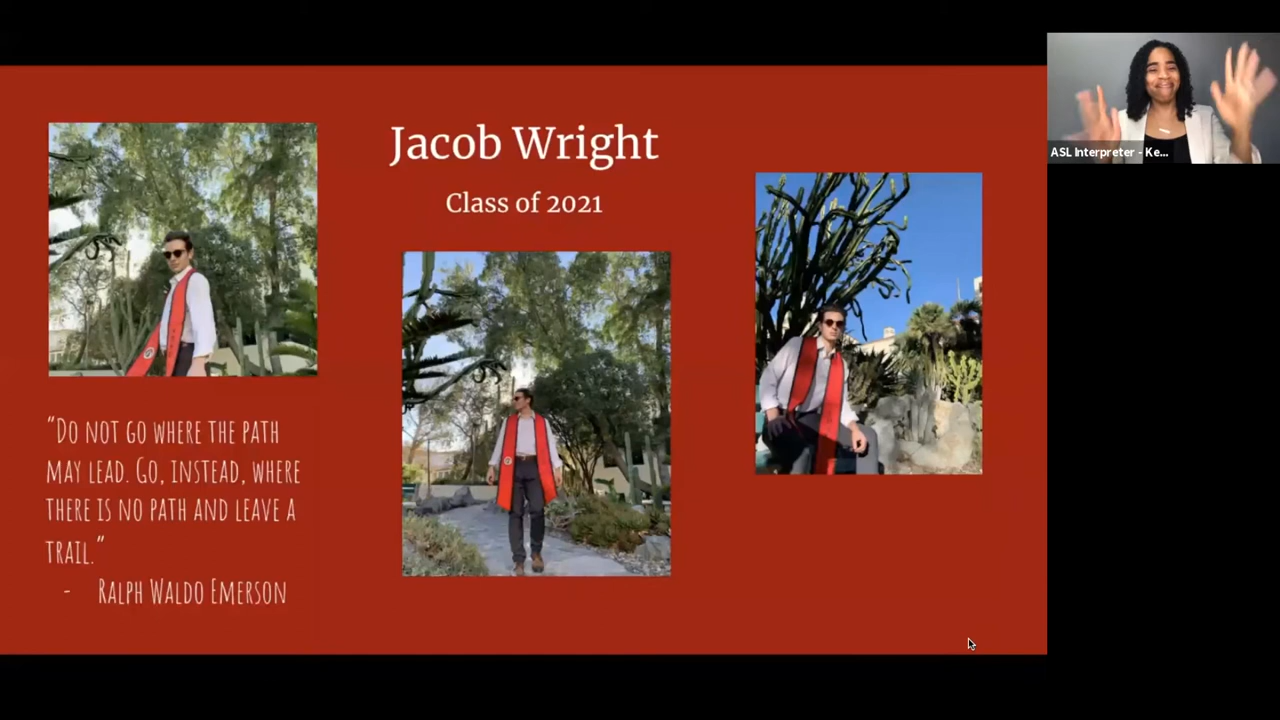 Jacob Wright
Class of 2021
“Do not go where the path
may lead. Go, instead, where
there is no path and leave a
trail.”
- Ralph Waldo Emerson
ASL Interpreter - Ke...